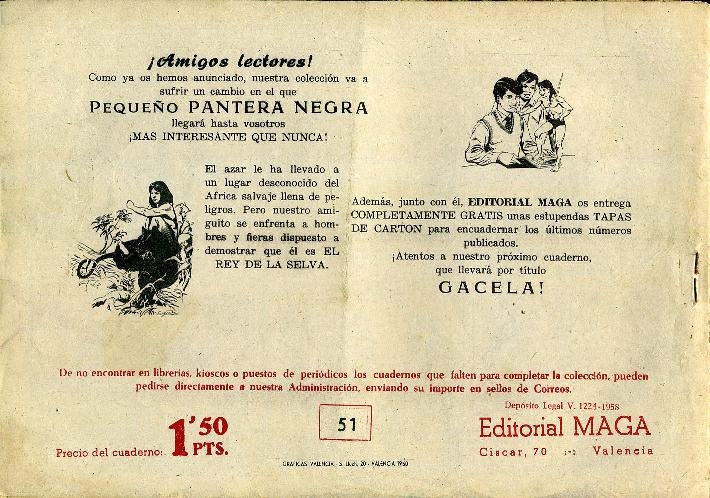 ¡Amigos lectores!
Como ya os hemos anunciado, nuestra colección va a
sufrir un cambio en el que
PEQUEÑO PANTERA NEGRA
llegará hasta vosotros
¡MAS INTERESANTE QUE NUNCA!
El azar le ha llevado a
un lugar desconocido del
Africa salvaje llena de pe-
ligros. Pero nuestro ami-
guito se enfrenta a hom-
bres y fieras dispuesto a
demostrar que él es EL
REY DE LA SELVA.
Además, junto con él, EDITORIAL MAGA os entrega
COMPLETAMENTE GRATIS unas estupendas TAPAS
DE CARTON para encuadernar los últimos números
publicados.
¡Atentos a nuestro próximo cuaderno,
que llevará por título
GACELA!
De no encontrar en librerías, kioscos o puestos de periódicos los cuadernos que falten para completar la colección, pueden
pedirse directamente a nuestra Administración, enviando su importe en sellos de Correos.
Precio del cuaderno: 1'50 PTS.
51
GRAFICAS VALENCIA - S. 20 - VALENCIA 1960
Depósito Legal V. 1224-1958
Editorial MAGA
Ciscar, 70 :-: Valencia